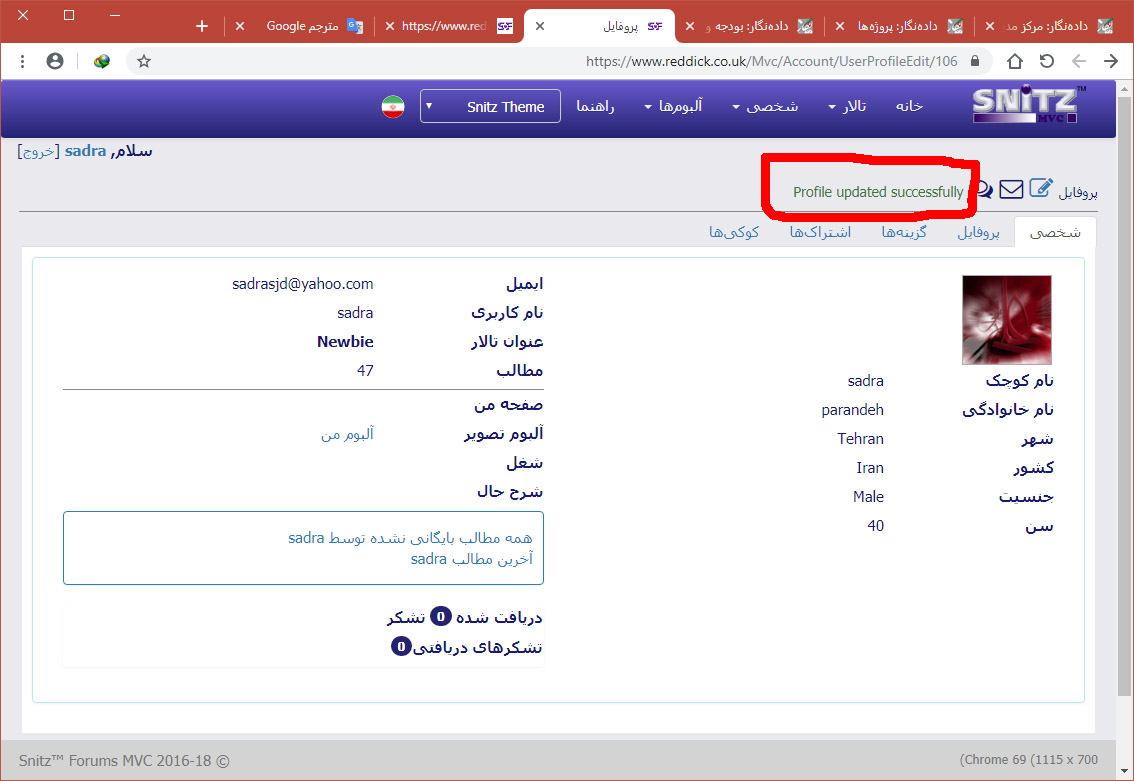 داده‌نگار: مرکز مد
داده‌نگار: پروژه‌ها
داده‌نگار: بودجه و
پروفایل
https://www.red
مترجم Google
https://www.reddick.co.uk/Mvc/Account/UserProfileEdit/106
SNITZ™ MVC
خانه
تالار
شخصی
آلبوم‌ها
راهنما
Snitz Theme
سلام, sadra [خروج]
پروفایل
Profile updated successfully
شخصی
پروفایل
گزینه‌ها
اشتراک‌ها
کوکی‌ها
نام کوچک sadra
نام خانوادگی parandeh
شهر Tehran
کشور Iran
جنسیت Male
سن 40
ایمیل sadrasjd@yahoo.com
نام کاربری sadra
عنوان تالار Newbie
مطالب 47
صفحه من
آلبوم تصویر آلبوم من
شغل
شرح حال
همه مطالب بایگانی نشده توسط sadra
آخرین مطالب sadra
دریافت شده 0 تشکر
تشکرهای دریافتی 0
(Chrome 69 (1115 x 700
Snitz™ Forums MVC 2016-18 ©